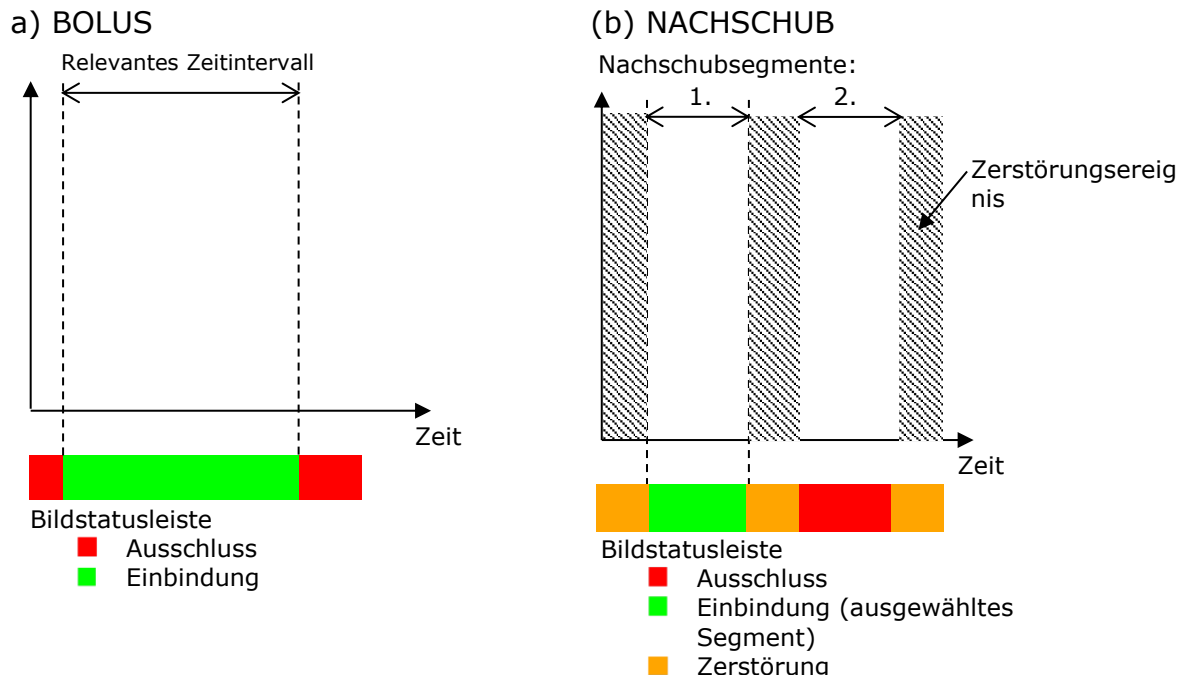 a) BOLUS
Relevantes Zeitintervall
Zeit
Bildstatusleiste
Ausschluss
Einbindung
(b) NACHSCHUB
Nachschubsegmente:
1.
2.
Zerstörungsereig
nis
Zeit
Bildstatusleiste
Ausschluss
Einbindung (ausgewähltes
Segment)
Zerstörung